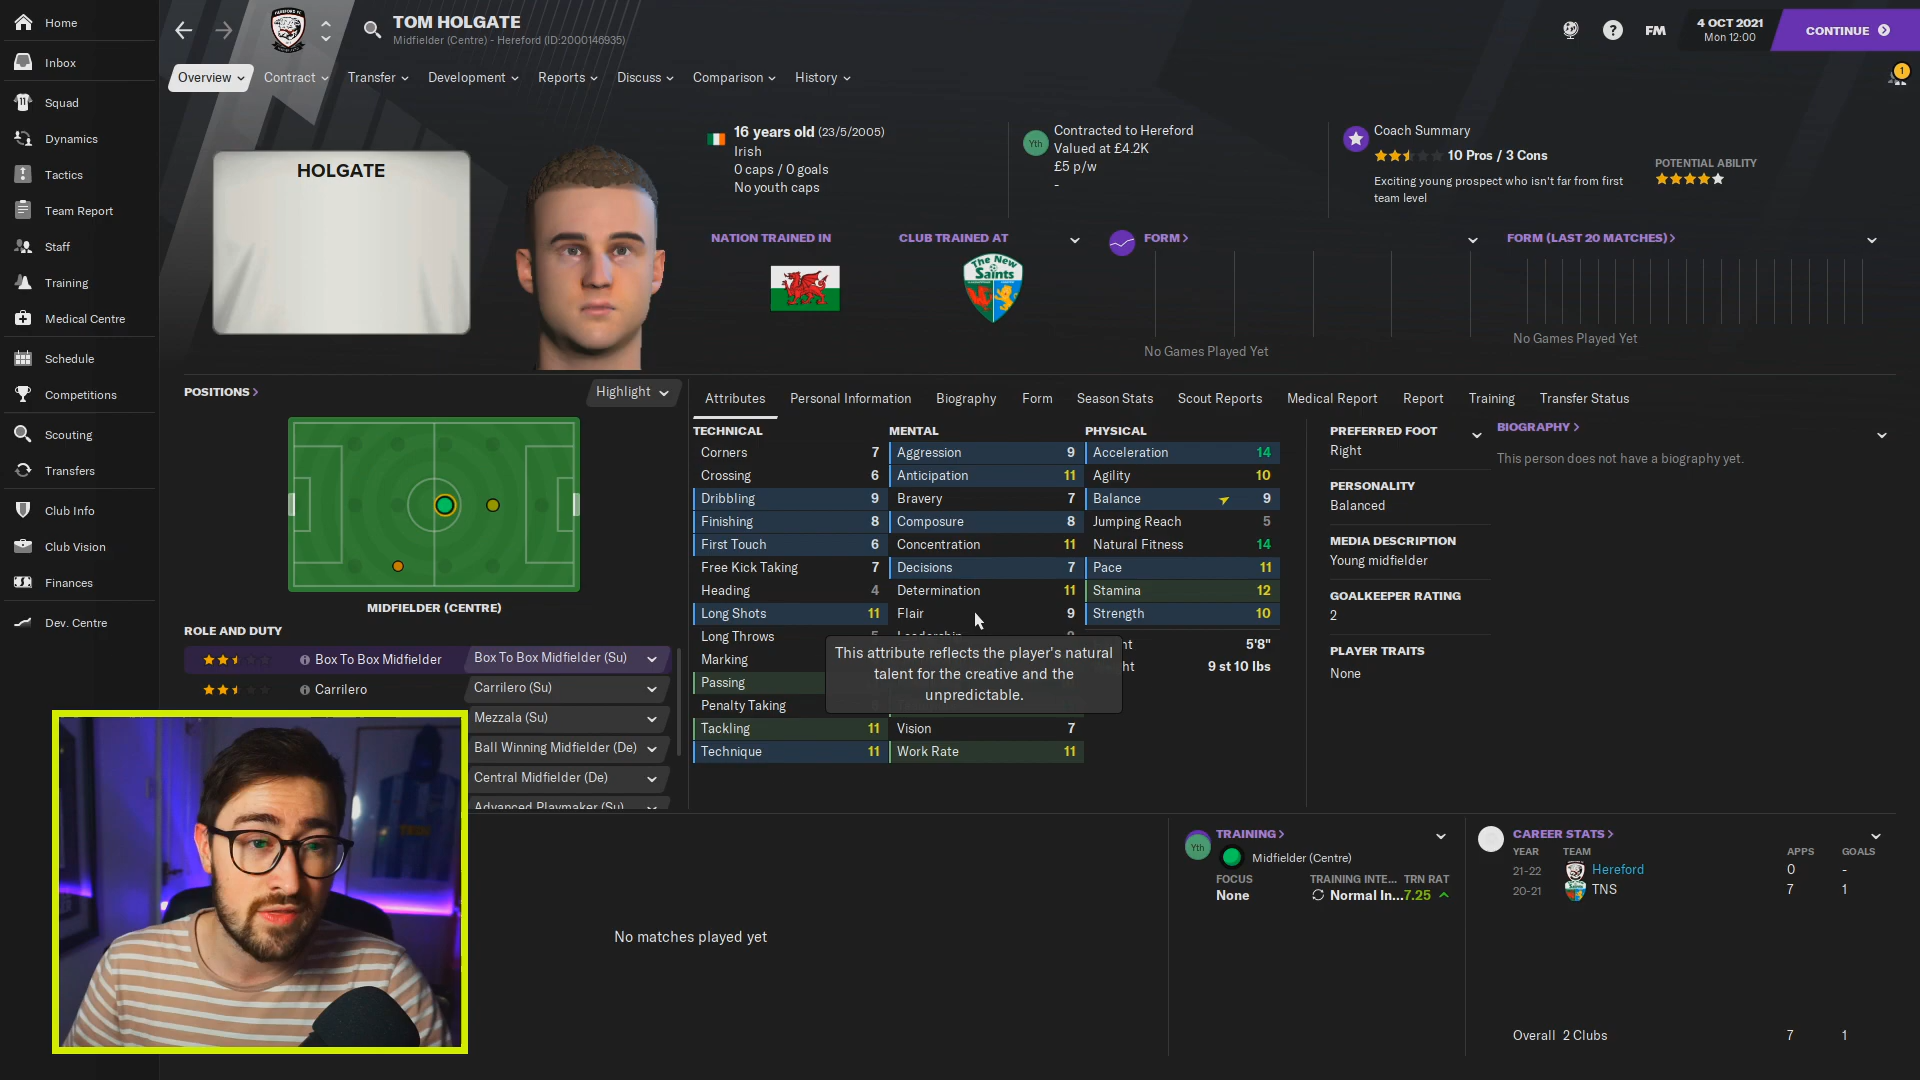 Home
Inbox
Squad
Dynamics
Tactics
Team Report
Staff
Training
Medical Centre
Schedule
Competitions
Scouting
Transfers
Club Info
Club Vision
Finances
Dev. Centre
TOM HOLGATE
Midfielder (Centre) - Hereford (ID:2000146935)
FM
4 OCT 2021
Mon 12:00
CONTINUE
1
Overview
Contract
Transfer
Development
Reports
Discuss
Comparison
History
HOLGATE
16 years old (23/5/2005)
Irish
0 caps / 0 goals
No youth caps
Yth
Contracted to Hereford
Valued at £4.2K
£5 p/w
-
Coach Summary
10 Pros / 3 Cons
Exciting young prospect who isn't far from first
team level
POTENTIAL ABILITY
NATION TRAINED IN
CLUB TRAINED AT
The New
Saints
FORM >
No Games Played Yet
FORM (LAST 20 MATCHES) >
No Games Played Yet
POSITIONS >
Highlight
MIDFIELDER (CENTRE)
ROLE AND DUTY
Box To Box Midfielder
Box To Box Midfielder (Su)
Carrilero
Carrilero (Su)
Mezzala (Su)
Ball Winning Midfielder (De)
Central Midfielder (De)
Advanced Playmaker (Su)
Attributes
Personal Information
Biography
Form
Season Stats
Scout Reports
Medical Report
Report
Training
Transfer Status
TECHNICAL
Corners 7
Crossing 6
Dribbling 9
Finishing 8
First Touch 6
Free Kick Taking 7
Heading 4
Long Shots 11
Long Throws
Marking
Passing
Penalty Taking
Tackling 11
Technique 11
MENTAL
Aggression 9
Anticipation 11
Bravery 7
Composure 8
Concentration 11
Decisions 7
Determination 11
Flair 9
This attribute reflects the player's natural
talent for the creative and the
unpredictable.
Vision 7
Work Rate 11
PHYSICAL
Acceleration 14
Agility 10
Balance 9
Jumping Reach 5
Natural Fitness 14
Pace 11
Stamina 12
Strength 10
5'8"
9 st 10 lbs
PREFERRED FOOT
Right
PERSONALITY
Balanced
MEDIA DESCRIPTION
Young midfielder
GOALKEEPER RATING
2
PLAYER TRAITS
None
BIOGRAPHY >
This person does not have a biography yet.
No matches played yet
Yth
TRAINING >
Midfielder (Centre)
FOCUS
None
TRAINING INTE...
Normal In...
TRN RAT
7.25
CAREER STATS >
YEAR TEAM APPS GOALS
21-22 Hereford 0 -
20-21 TNS 7 1
Overall 2 Clubs 7 1